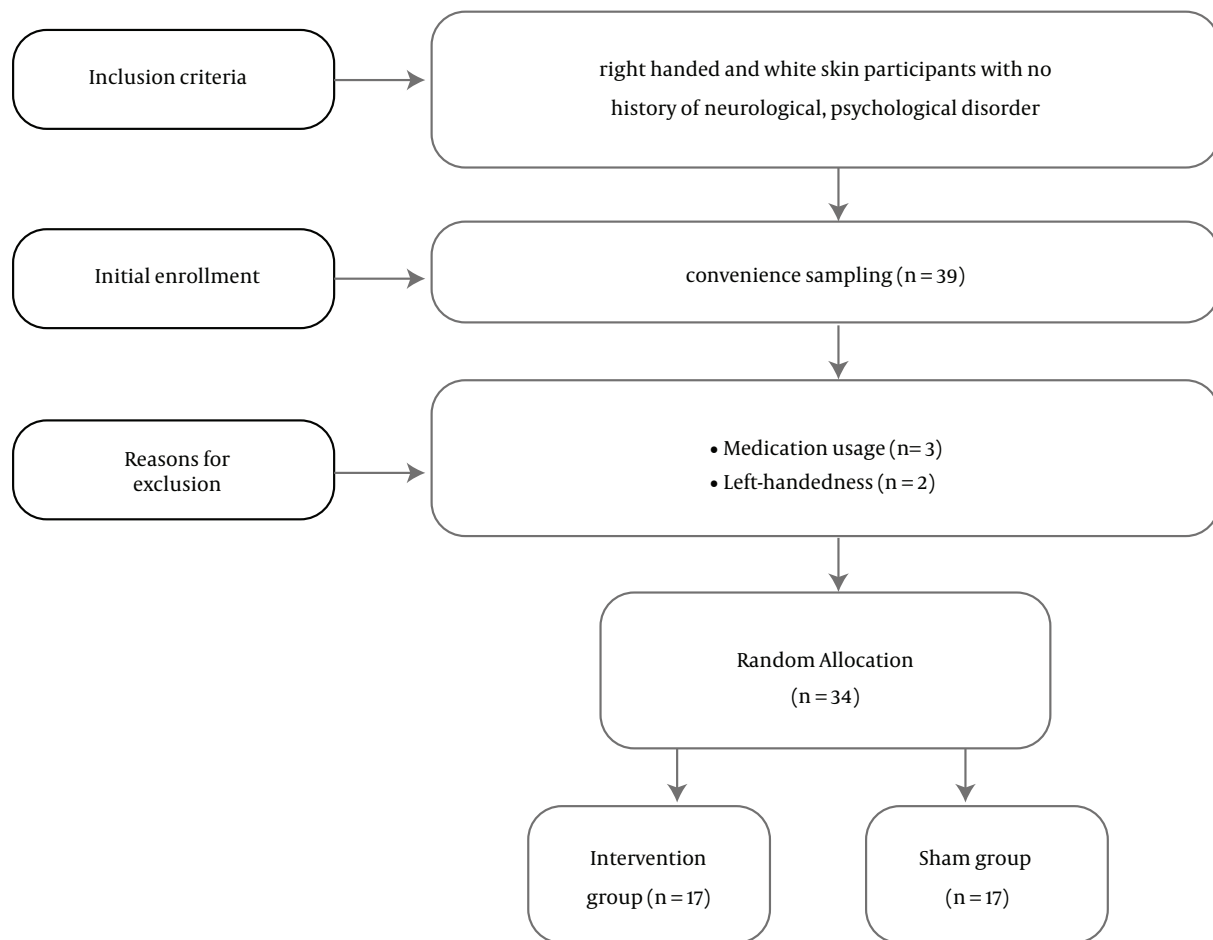 Inclusion criteria
right handed and white skin participants with no
history of neurological, psychological disorder
Initial enrollment
convenience sampling (n = 39)
Reasons for
exclusion
• Medication usage (n= 3)
• Left-handedness (n = 2)
Random Allocation
(n = 34)
Intervention
group (n = 17)
Sham group
(n = 17)